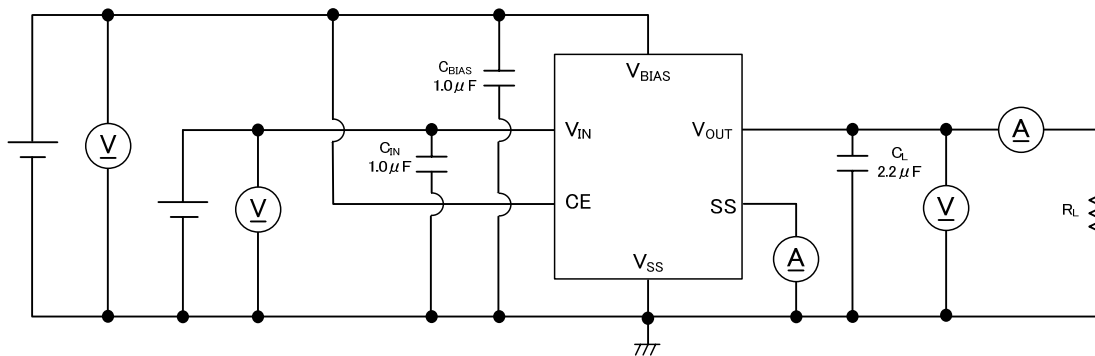 V
V
C_BIAS
1.0μF
C_IN
1.0μF
V_BIAS
V_IN
V_OUT
CE
SS
V_SS
A
C_L
2.2μF
V
A
R_L